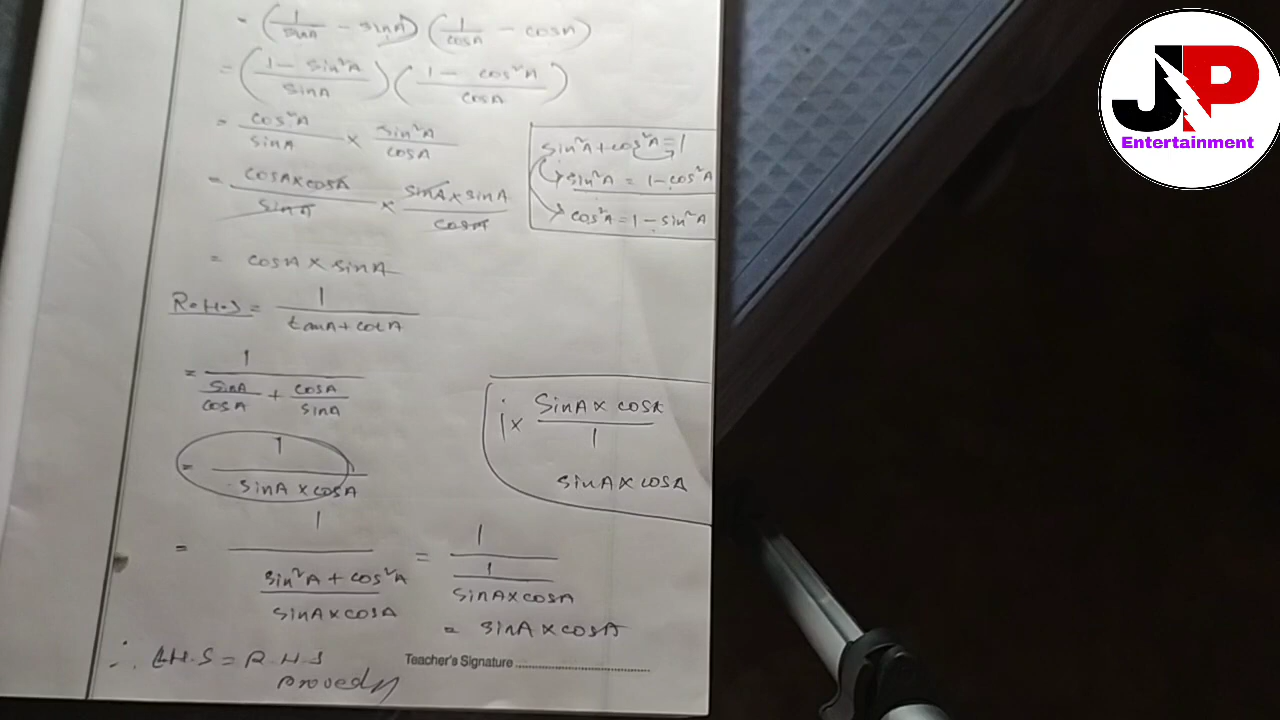 = (1/sinA - sinA) (1/cosA - cosA)
= (1 - sin²A / sinA) (1 - cos²A / cosA)
= cos²A / sinA × sin²A / cosA
= cosA×cosA / sinA × sinA×sinA / cosA
= cosA × sinA
sin²A + cos²A = 1
sin²A = 1 - cos²A
cos²A = 1 - sin²A
R.H.S = 1 / tanA + cotA
= 1 / sinA/cosA + cosA/sinA
= 1 / sinA × cosA
1 × sinA × cosA / 1
sinA × cosA
= 1 / sin²A + cos²A / sinA × cosA = 1 / 1 / sinA×cosA
= sinA × cosA
∴ L.H.S = R.H.S
proved
Teacher's Signature
JP
Entertainment